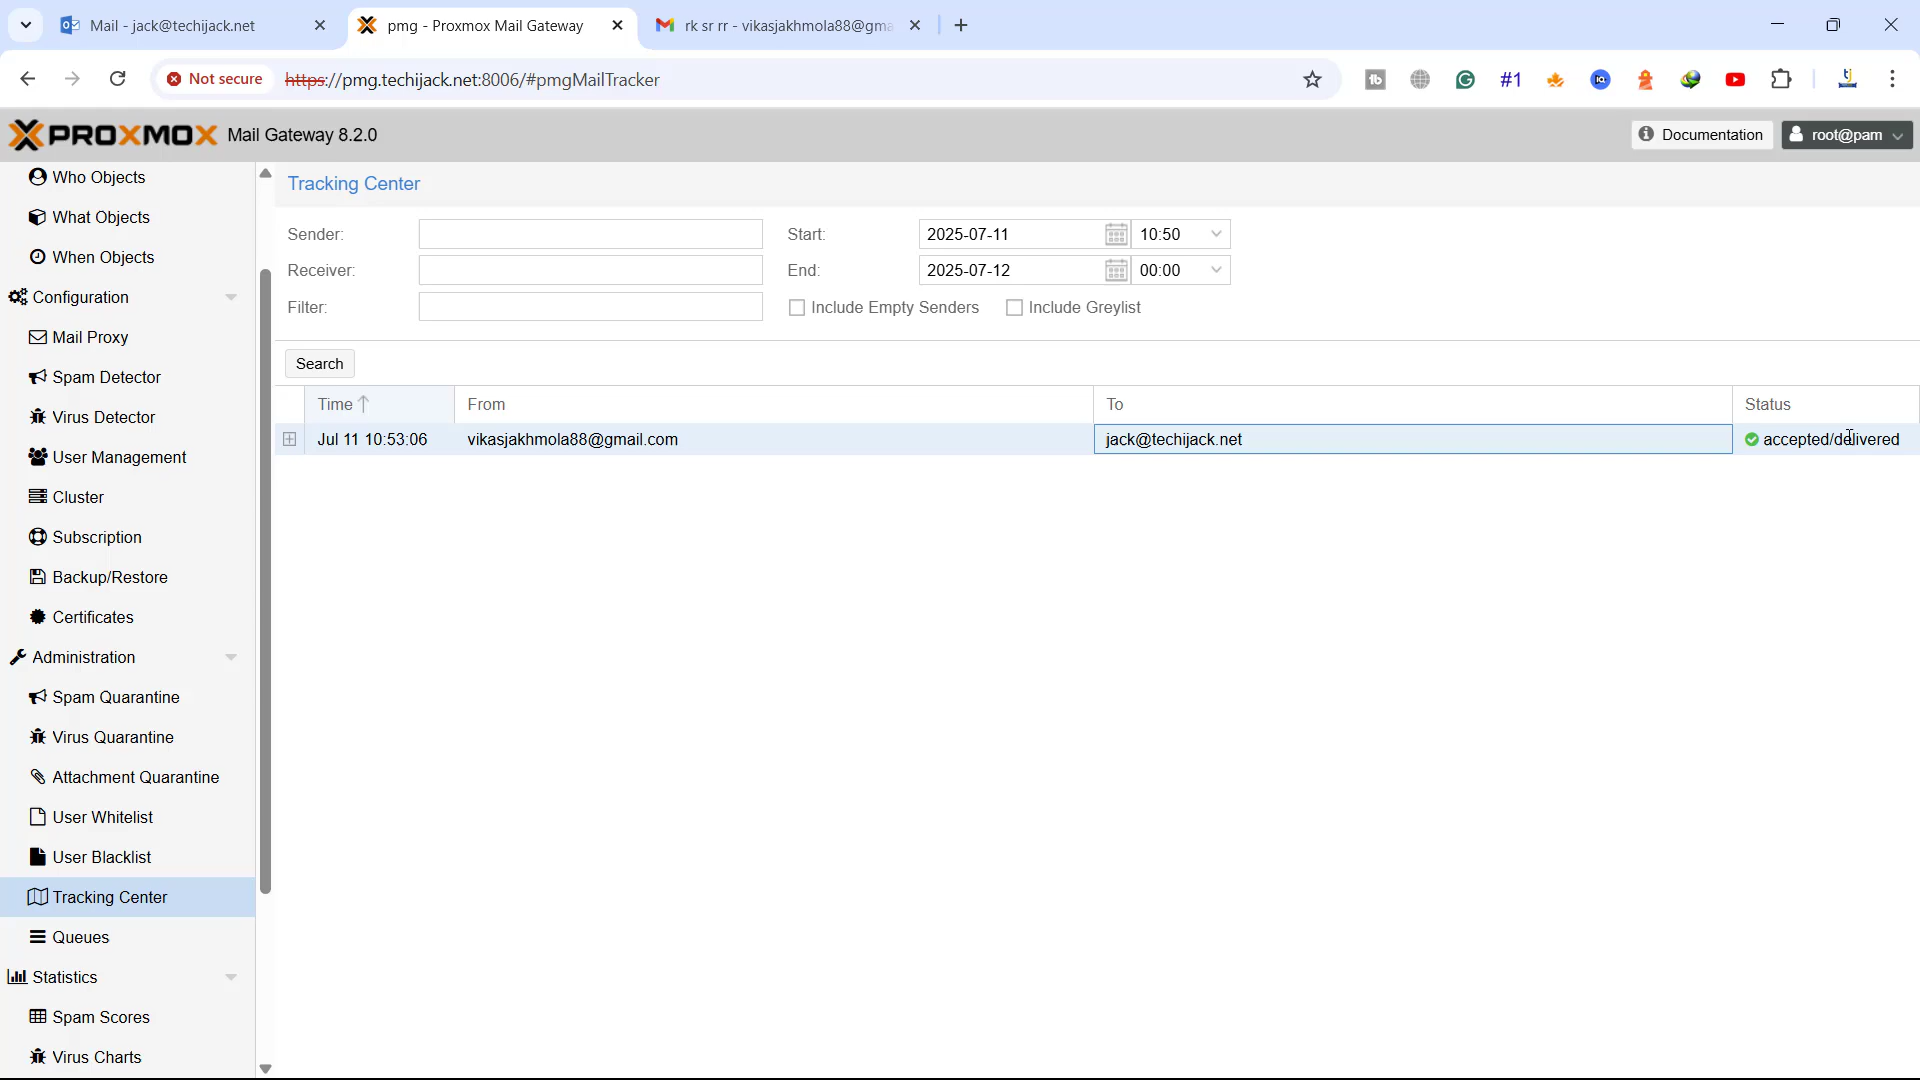 Mail - jack@techijack.net
pmg - Proxmox Mail Gateway
rk sr rr - vikasjakhmola88@gma
Not secure
https://pmg.techijack.net:8006/#pmgMailTracker
#1
PROXMOX Mail Gateway 8.2.0
Documentation
root@pam
Who Objects
What Objects
When Objects
Configuration
Mail Proxy
Spam Detector
Virus Detector
User Management
Cluster
Subscription
Backup/Restore
Certificates
Administration
Spam Quarantine
Virus Quarantine
Attachment Quarantine
User Whitelist
User Blacklist
Tracking Center
Queues
Statistics
Spam Scores
Virus Charts
Tracking Center
Sender:
Start: 2025-07-11 10:50
Receiver:
End: 2025-07-12 00:00
Filter:
Include Empty Senders
Include Greylist
Search
Time From To Status
Jul 11 10:53:06 vikasjakhmola88@gmail.com jack@techijack.net accepted/delivered